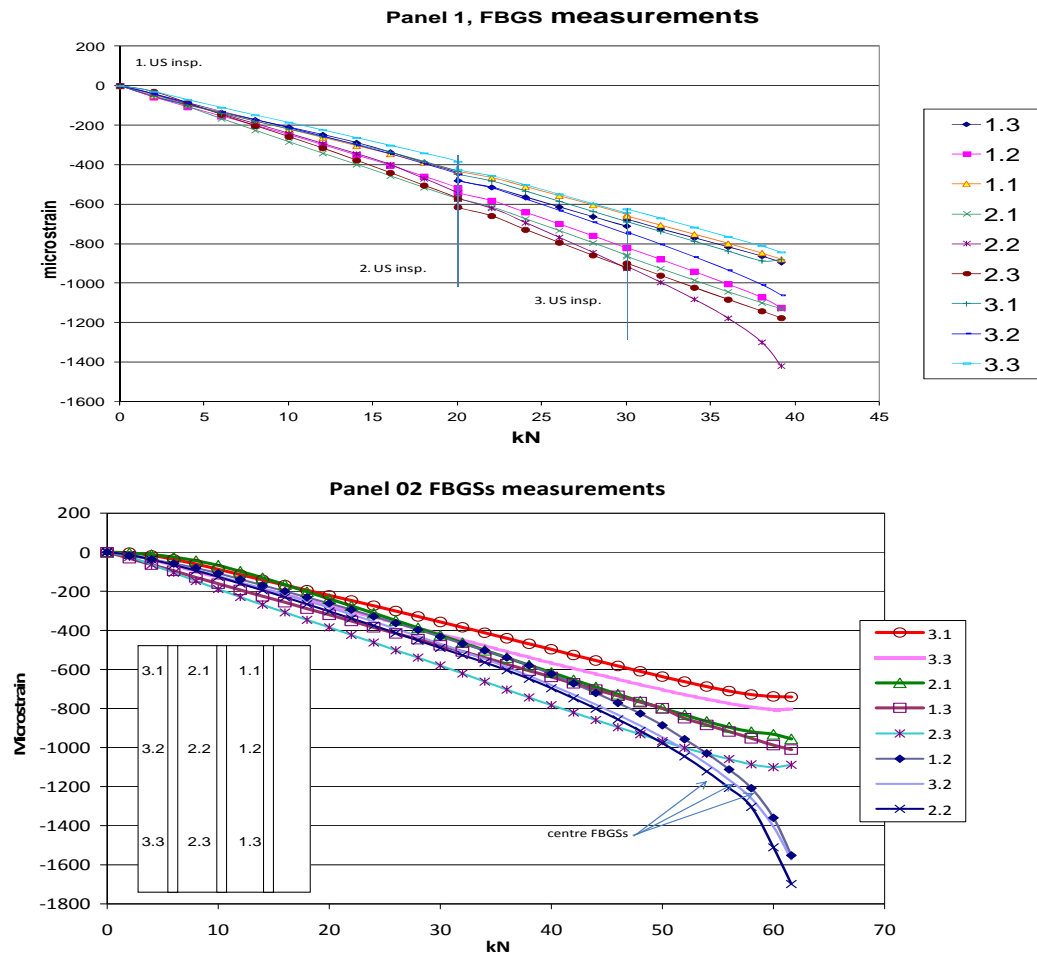 Panel 1, FBGS measurements
200
0
-200
-400
-600
-800
-1000
-1200
-1400
-1600
microstrain
1. US insp.
2. US insp.
3. US insp.
0 5 10 15 20 25 30 35 40 45
kN
1.3
1.2
1.1
2.1
2.2
2.3
3.1
3.2
3.3
Panel 02 FBGSs measurements
200
0
-200
-400
-600
-800
-1000
-1200
-1400
-1600
-1800
Microstrain
3.1 2.1 1.1
3.2 2.2 1.2
3.3 2.3 1.3
centre FBGSs
0 10 20 30 40 50 60 70
kN
3.1
3.3
2.1
1.3
2.3
1.2
3.2
2.2